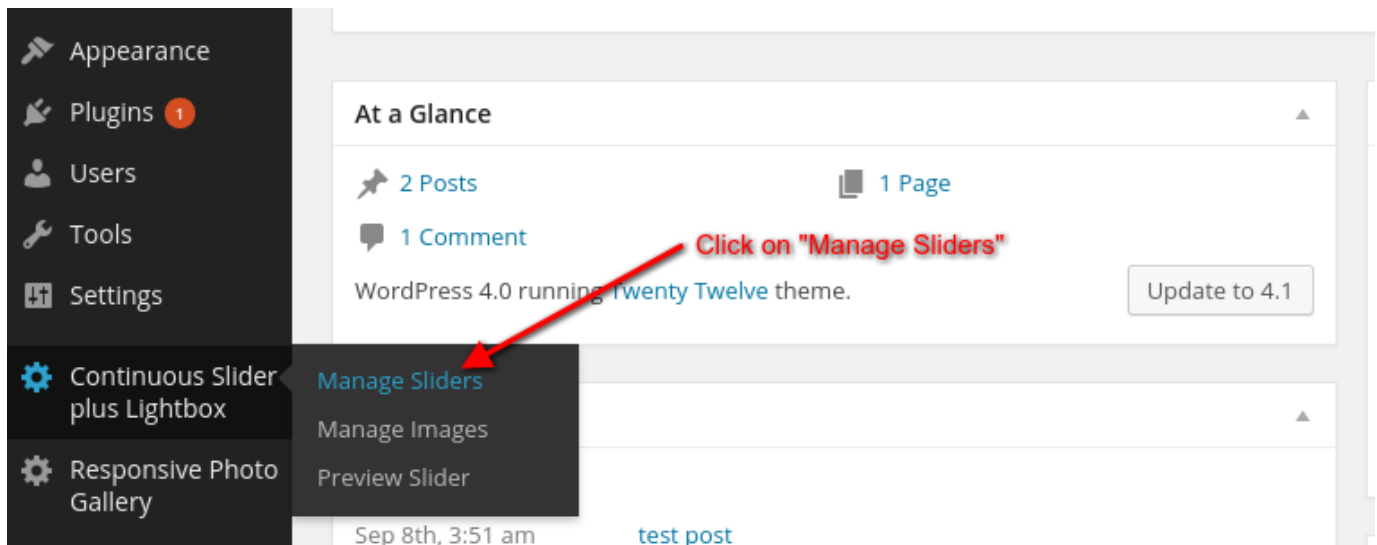 Appearance
Plugins 1
Users
Tools
Settings
Continuous Slider
plus Lightbox
Responsive Photo
Gallery
Manage Sliders
Manage Images
Preview Slider
At a Glance
2 Posts
1 Page
1 Comment
Click on "Manage Sliders"
WordPress 4.0 running Twenty Twelve theme.
Update to 4.1
Sep 8th, 3:51 am
test post